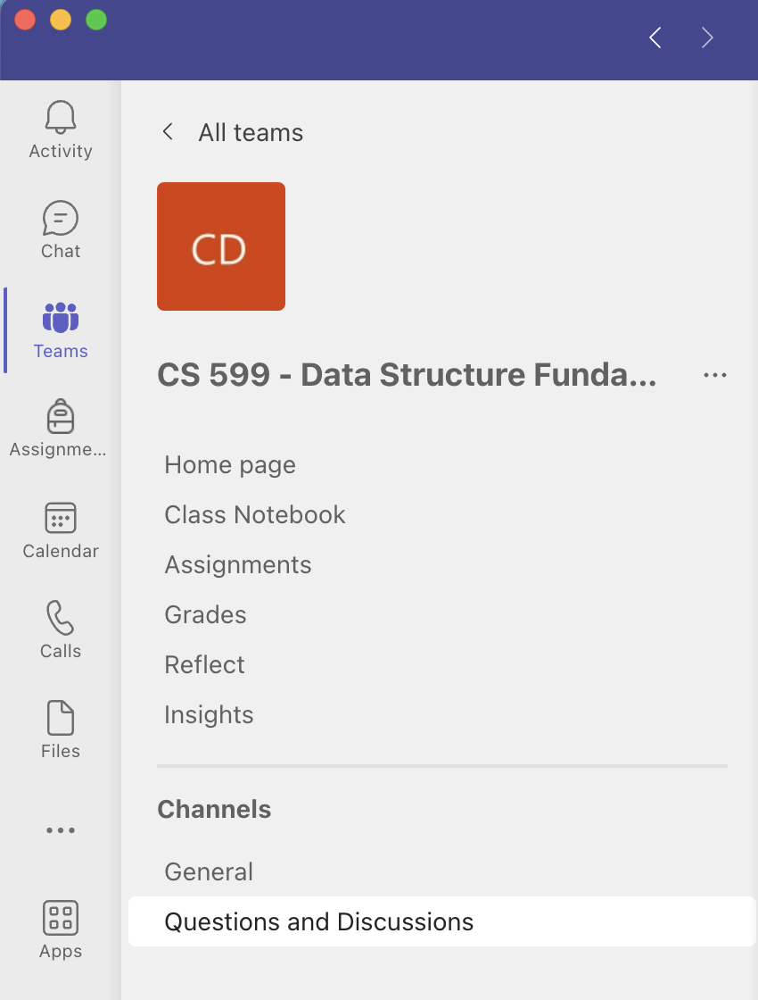 Activity
Chat
Teams
Assignme...
Calendar
Calls
Files
Apps
All teams
CD
CS 599 - Data Structure Funda...
Home page
Class Notebook
Assignments
Grades
Reflect
Insights
Channels
General
Questions and Discussions